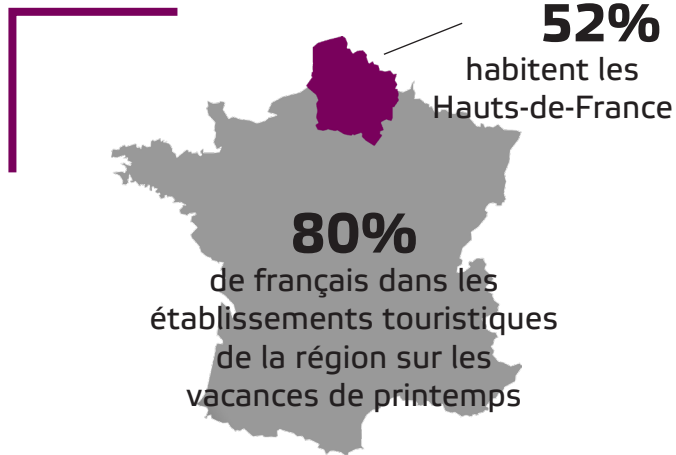 52%
habitent les
Hauts-de-France
80%
de français dans les
établissements touristiques
de la région sur les
vacances de printemps